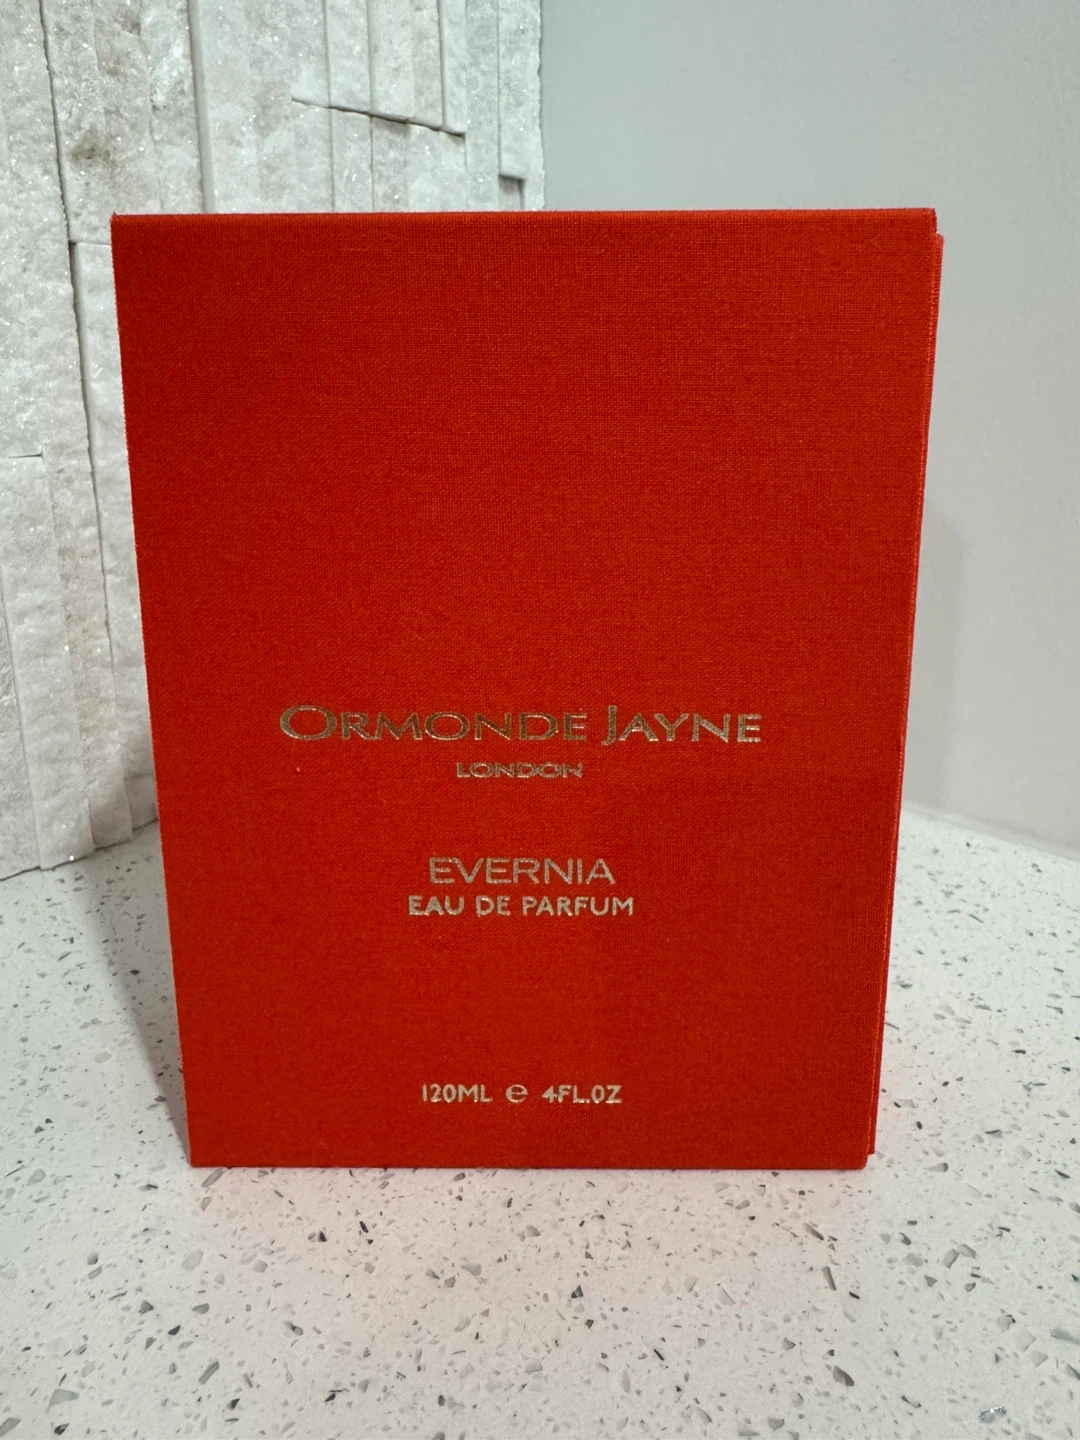 ORMONDE JAYNE
LONDON
EVERNIA
EAU DE PARFUM
120ML ℮ 4FL.OZ